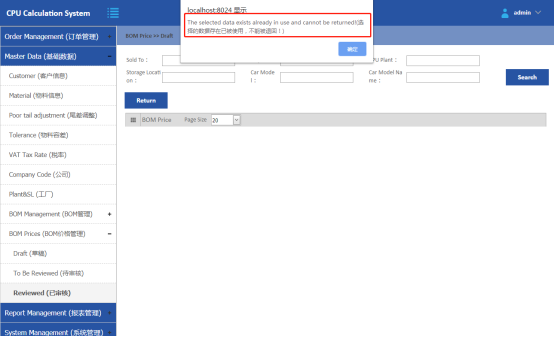 CPU Calculation System
admin
localhost:8024 显示
The selected data exists already in use and cannot be returned!(选
择的数据存在已被使用，不能被退回！)
确定
Order Management (订单管理)
BOM Price >> Draft
Master Data (基础数据)
Sold To :
PU Plant :
Customer (客户信息)
Storage Locati
on :
Car Mode
l :
Car Model Na
me :
Search
Material (物料信息)
Return
Poor tail adjustment (尾差调整)
BOM Price
Page Size
20
Tolerance (物料容差)
VAT Tax Rate (税率)
Company Code (公司)
Plant&SL (工厂)
BOM Management (BOM管理)
+
BOM Prices (BOM价格管理)
-
Draft (草稿)
To Be Reviewed (待审核)
Reviewed (已审核)
Report Management (报表管理)
System Management (系统管理)